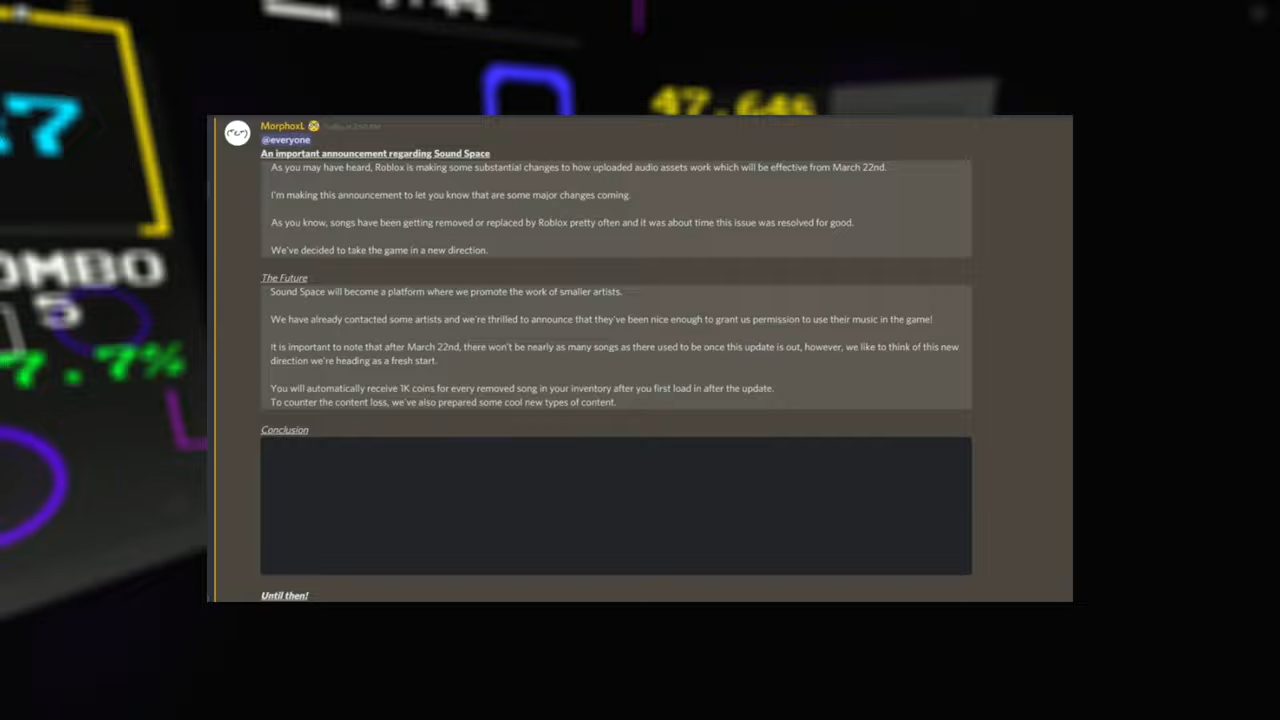 47.64%
37
OMBO
5
7.7%
MorphoxL
@everyone
An important announcement regarding Sound Space
As you may have heard, Roblox is making some substantial changes to how uploaded audio assets work which will be effective from March 22nd.
I'm making this announcement to let you know that are some major changes coming.
As you know, songs have been getting removed or replaced by Roblox pretty often and it was about time this issue was resolved for good.
We've decided to take the game in a new direction.
The Future
Sound Space will become a platform where we promote the work of smaller artists.
We have already contacted some artists and we're thrilled to announce that they've been nice enough to grant us permission to use their music in the game!
It is important to note that after March 22nd, there won't be nearly as many songs as there used to be once this update is out, however, we like to think of this new
direction we're heading as a fresh start.
You will automatically receive 1K coins for every removed song in your inventory after you first load in after the update.
To counter the content loss, we've also prepared some cool new types of content.
Conclusion
Until then!